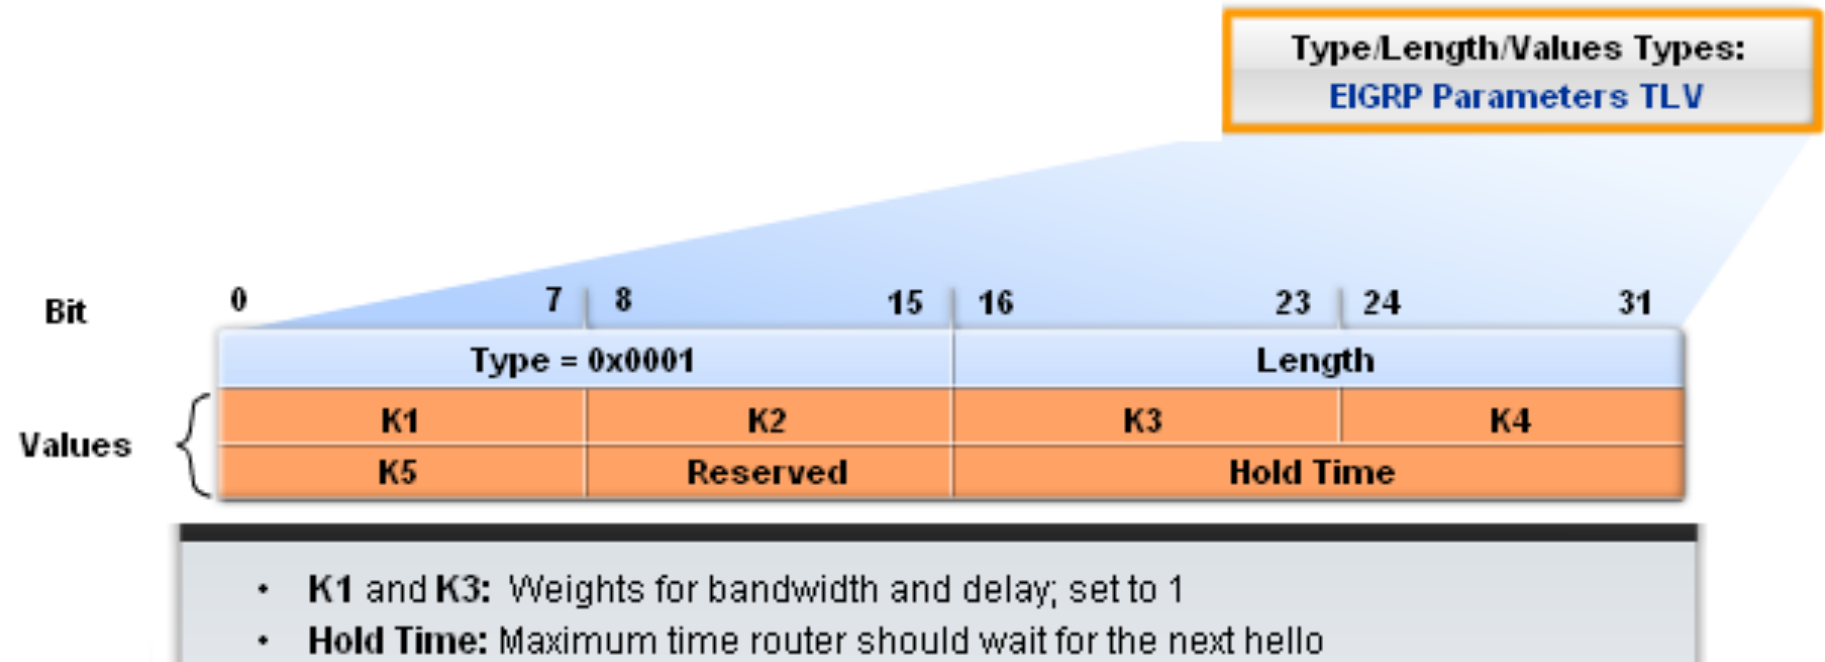 Type/Length/Values Types:
EIGRP Parameters TLV
Bit 0 7 8 15 16 23 24 31
Type = 0x0001 Length
Values
K1 K2 K3 K4
K5 Reserved Hold Time
• K1 and K3: Weights for bandwidth and delay; set to 1
• Hold Time: Maximum time router should wait for the next hello